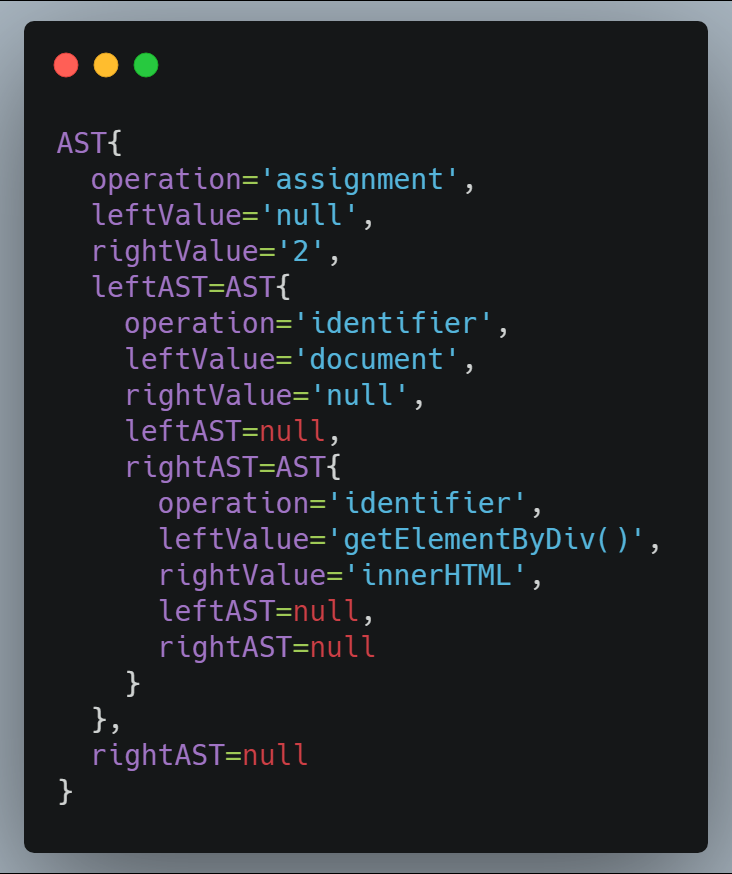 AST{
  operation='assignment',
  leftValue='null',
  rightValue='2',
  leftAST=AST{
    operation='identifier',
    leftValue='document',
    rightValue='null',
    leftAST=null,
    rightAST=AST{
      operation='identifier',
      leftValue='getElementByDiv()',
      rightValue='innerHTML',
      leftAST=null,
      rightAST=null
    }
  },
  rightAST=null
}